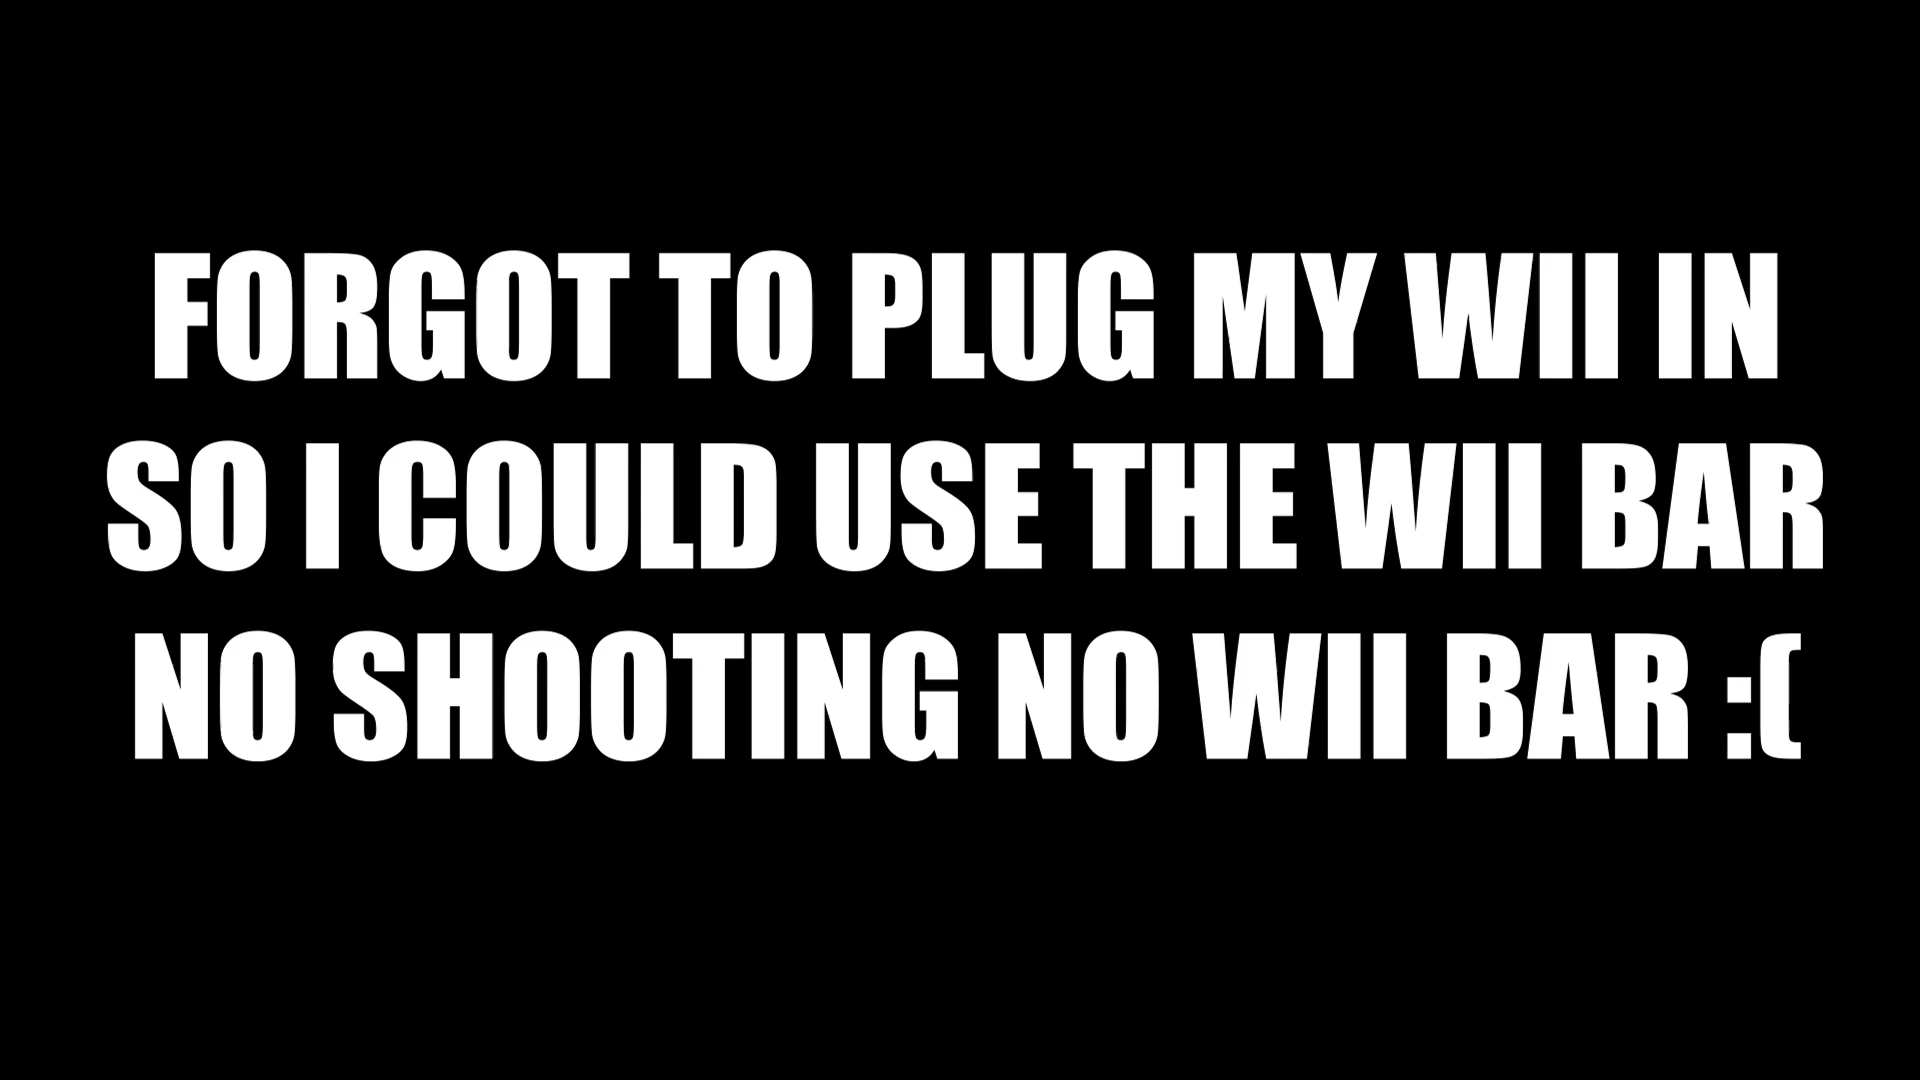 FORGOT TO PLUG MY WII IN
SO I COULD USE THE WII BAR
NO SHOOTING NO WII BAR :(